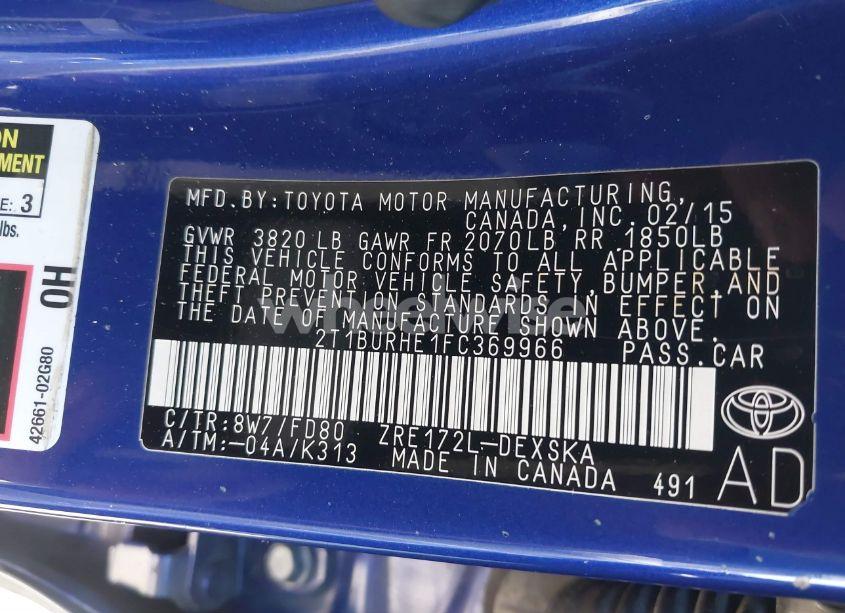 ON
MENT
E: 3
lbs.
OH
42661-02G80
MFD. BY: TOYOTA MOTOR MANUFACTURING,
CANADA, INC. 02/15
GVWR 3820 LB GAWR FR 2070LB RR 1850LB
THIS VEHICLE CONFORMS TO ALL APPLICABLE
FEDERAL MOTOR VEHICLE SAFETY, BUMPER, AND
THEFT PREVENTION STANDARDS IN EFFECT ON
THE DATE OF MANUFACTURE SHOWN ABOVE.
2T1BURHE1FC369966 PASS. CAR
C/TR: 8W7/FD80 ZRE172L-DEXSKA
A/TM: -04A/K313 MADE IN CANADA 491
AD